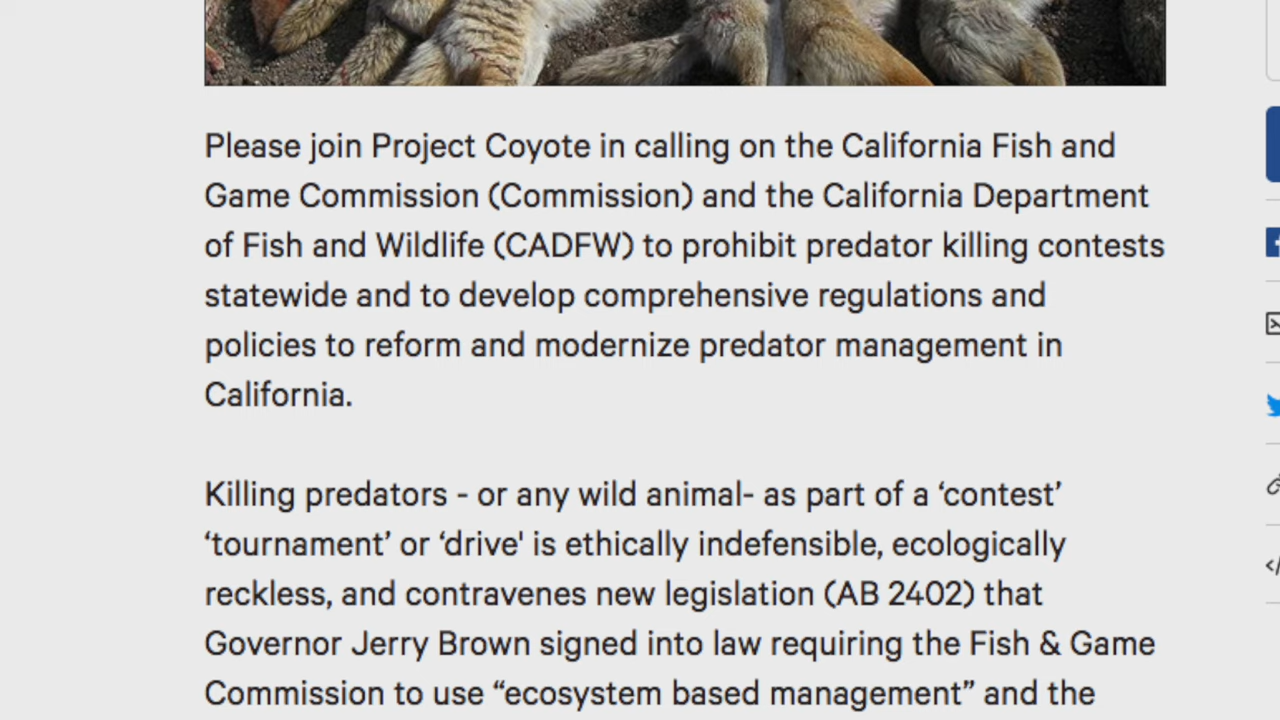 Please join Project Coyote in calling on the California Fish and
Game Commission (Commission) and the California Department
of Fish and Wildlife (CADFW) to prohibit predator killing contests
statewide and to develop comprehensive regulations and
policies to reform and modernize predator management in
California.
Killing predators - or any wild animal- as part of a ‘contest’
‘tournament’ or ‘drive' is ethically indefensible, ecologically
reckless, and contravenes new legislation (AB 2402) that
Governor Jerry Brown signed into law requiring the Fish & Game
Commission to use “ecosystem based management” and the